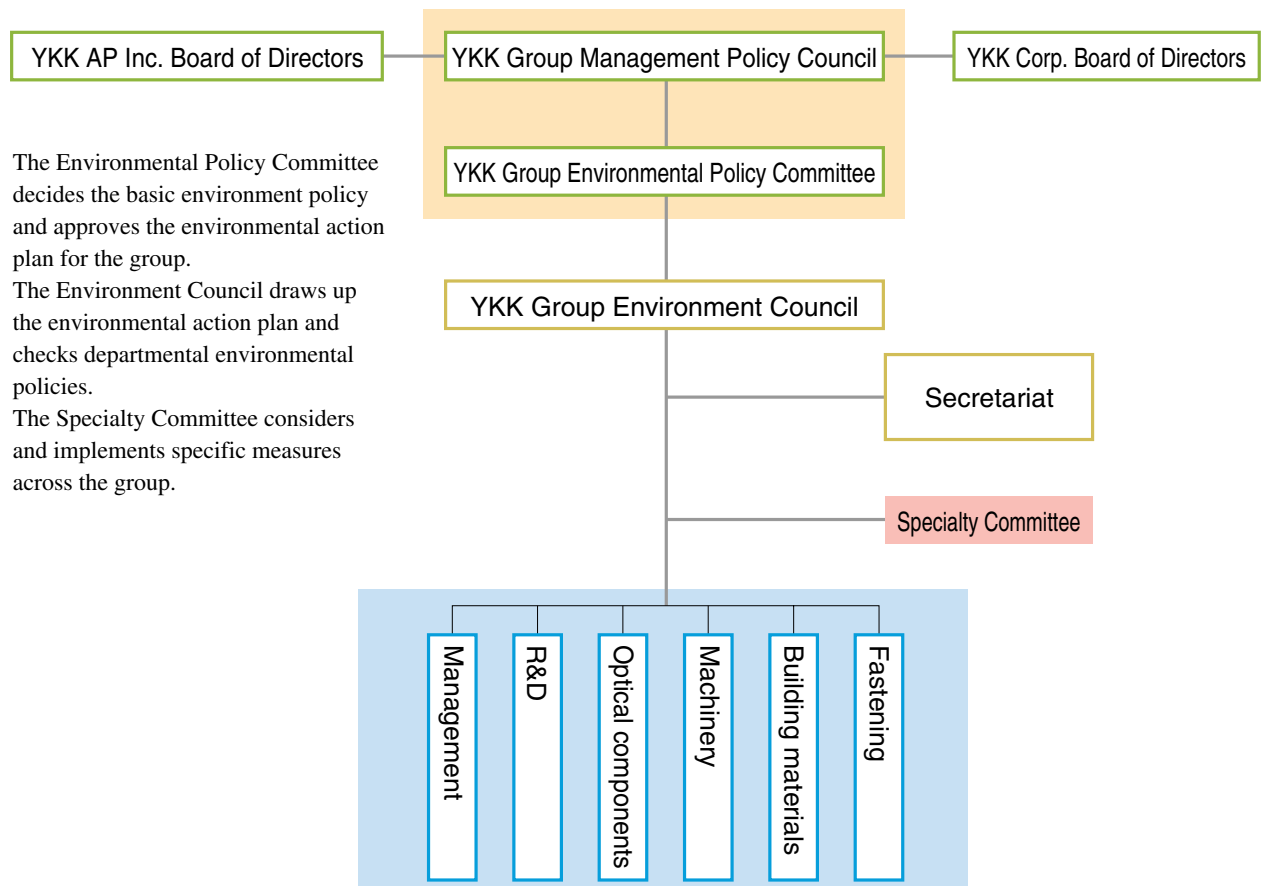 YKK AP Inc. Board of Directors
YKK Group Management Policy Council
YKK Corp. Board of Directors
YKK Group Environmental Policy Committee
The Environmental Policy Committee
decides the basic environment policy
and approves the environmental action
plan for the group.
The Environment Council draws up
the environmental action plan and
checks departmental environmental
policies.
The Specialty Committee considers
and implements specific measures
across the group.
YKK Group Environment Council
Secretariat
Specialty Committee
Management
R&D
Optical components
Machinery
Building materials
Fastening